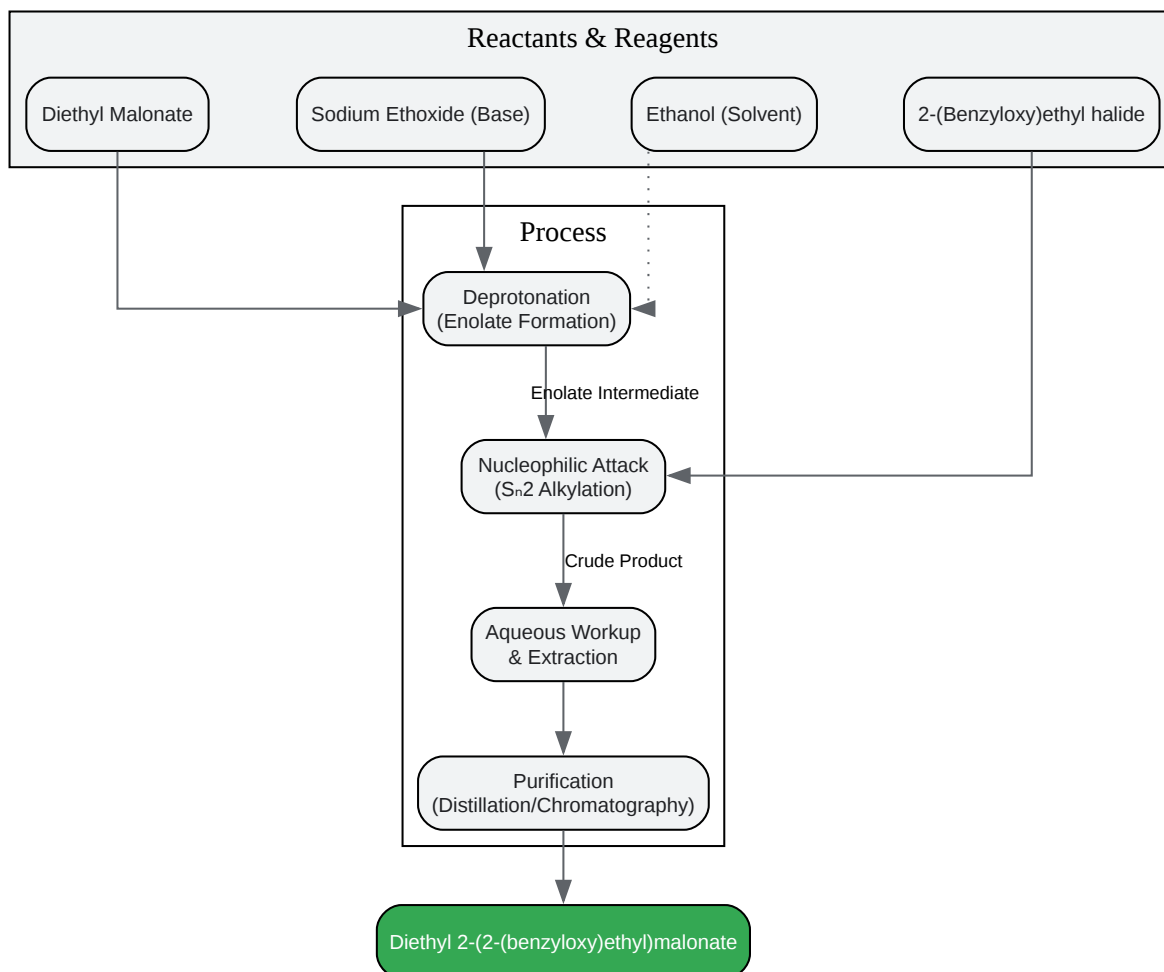 Reactants & Reagents
Diethyl Malonate
Sodium Ethoxide (Base)
Ethanol (Solvent)
2-(Benzyloxy)ethyl halide
Process
Deprotonation
(Enolate Formation)
Enolate Intermediate
Nucleophilic Attack
(Sₙ2 Alkylation)
Crude Product
Aqueous Workup
& Extraction
Purification
(Distillation/Chromatography)
Diethyl 2-(2-(benzyloxy)ethyl)malonate